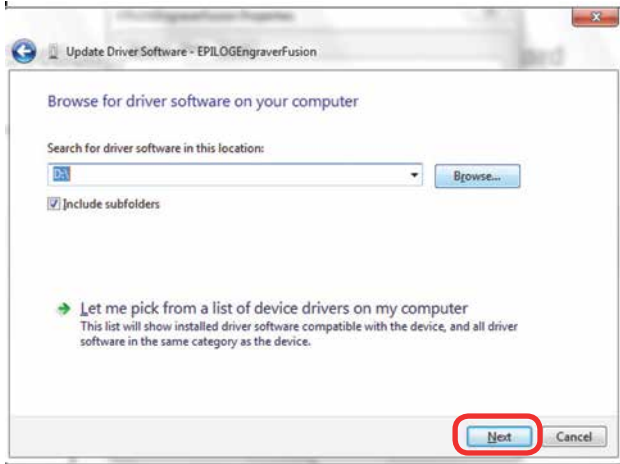 EPILOGEngraverFusion Properties
Update Driver Software - EPILOGEngraverFusion
Browse for driver software on your computer
Search for driver software in this location:
D:\
Browse...
Include subfolders
Let me pick from a list of device drivers on my computer
This list will show installed driver software compatible with the device, and all driver
software in the same category as the device.
Next Cancel